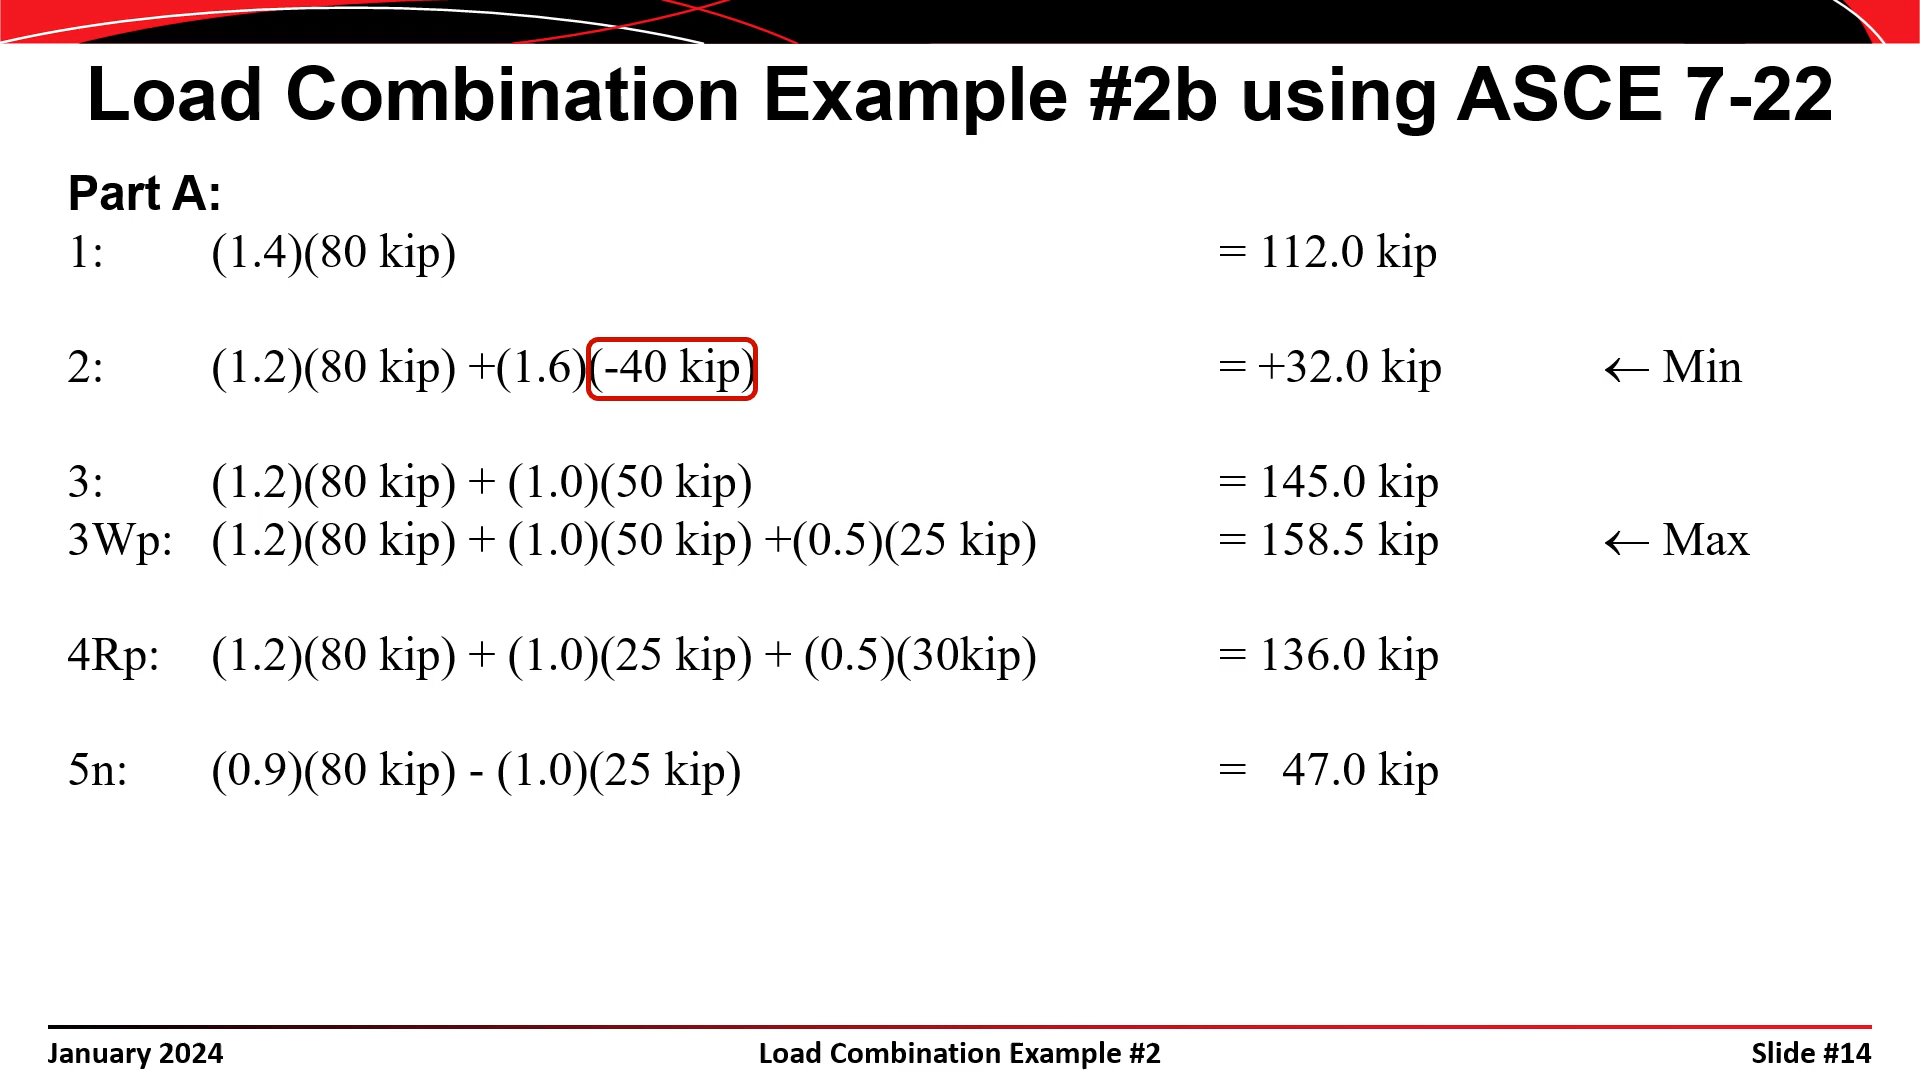 Load Combination Example #2b using ASCE 7-22
Part A:
1: (1.4)(80 kip) = 112.0 kip
2: (1.2)(80 kip) +(1.6)(-40 kip) = +32.0 kip ← Min
3: (1.2)(80 kip) + (1.0)(50 kip) = 145.0 kip
3Wp: (1.2)(80 kip) + (1.0)(50 kip) +(0.5)(25 kip) = 158.5 kip ← Max
4Rp: (1.2)(80 kip) + (1.0)(25 kip) + (0.5)(30kip) = 136.0 kip
5n: (0.9)(80 kip) - (1.0)(25 kip) = 47.0 kip
January 2024 Load Combination Example #2 Slide #14